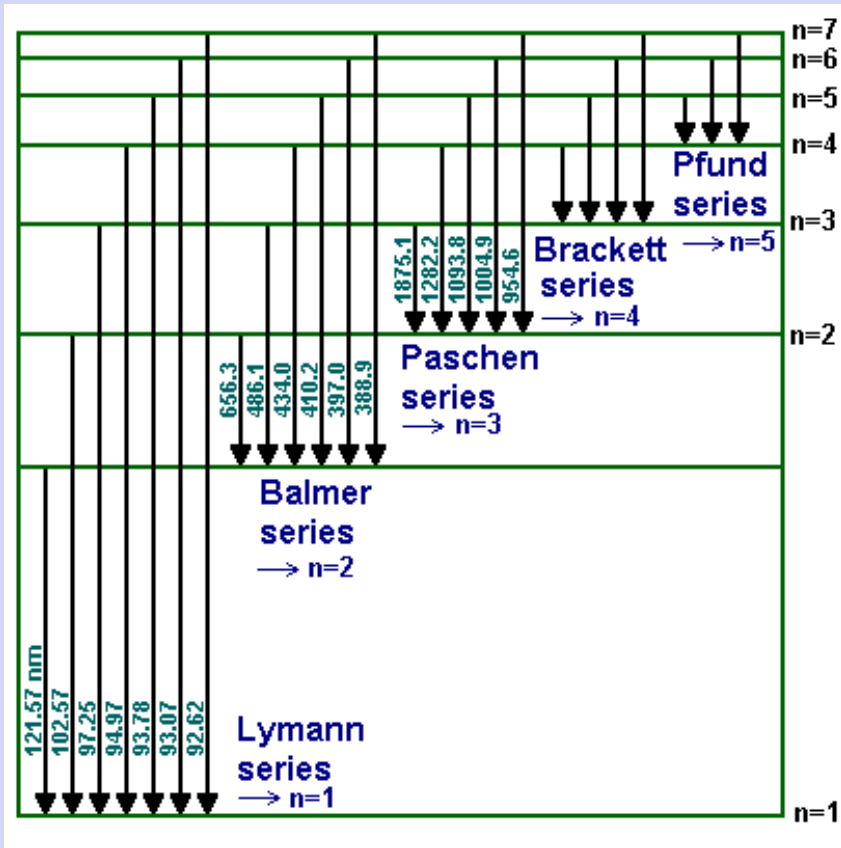 n=7
n=6
n=5
n=4
Pfund
series
→ n=5
n=3
Brackett
series
→ n=4
1875.1
1282.2
1093.8
1004.9
954.6
n=2
Paschen
series
→ n=3
656.3
486.1
434.0
410.2
397.0
388.9
Balmer
series
→ n=2
121.57 nm
102.57
97.25
94.97
93.78
93.07
92.62
Lymann
series
→ n=1
n=1